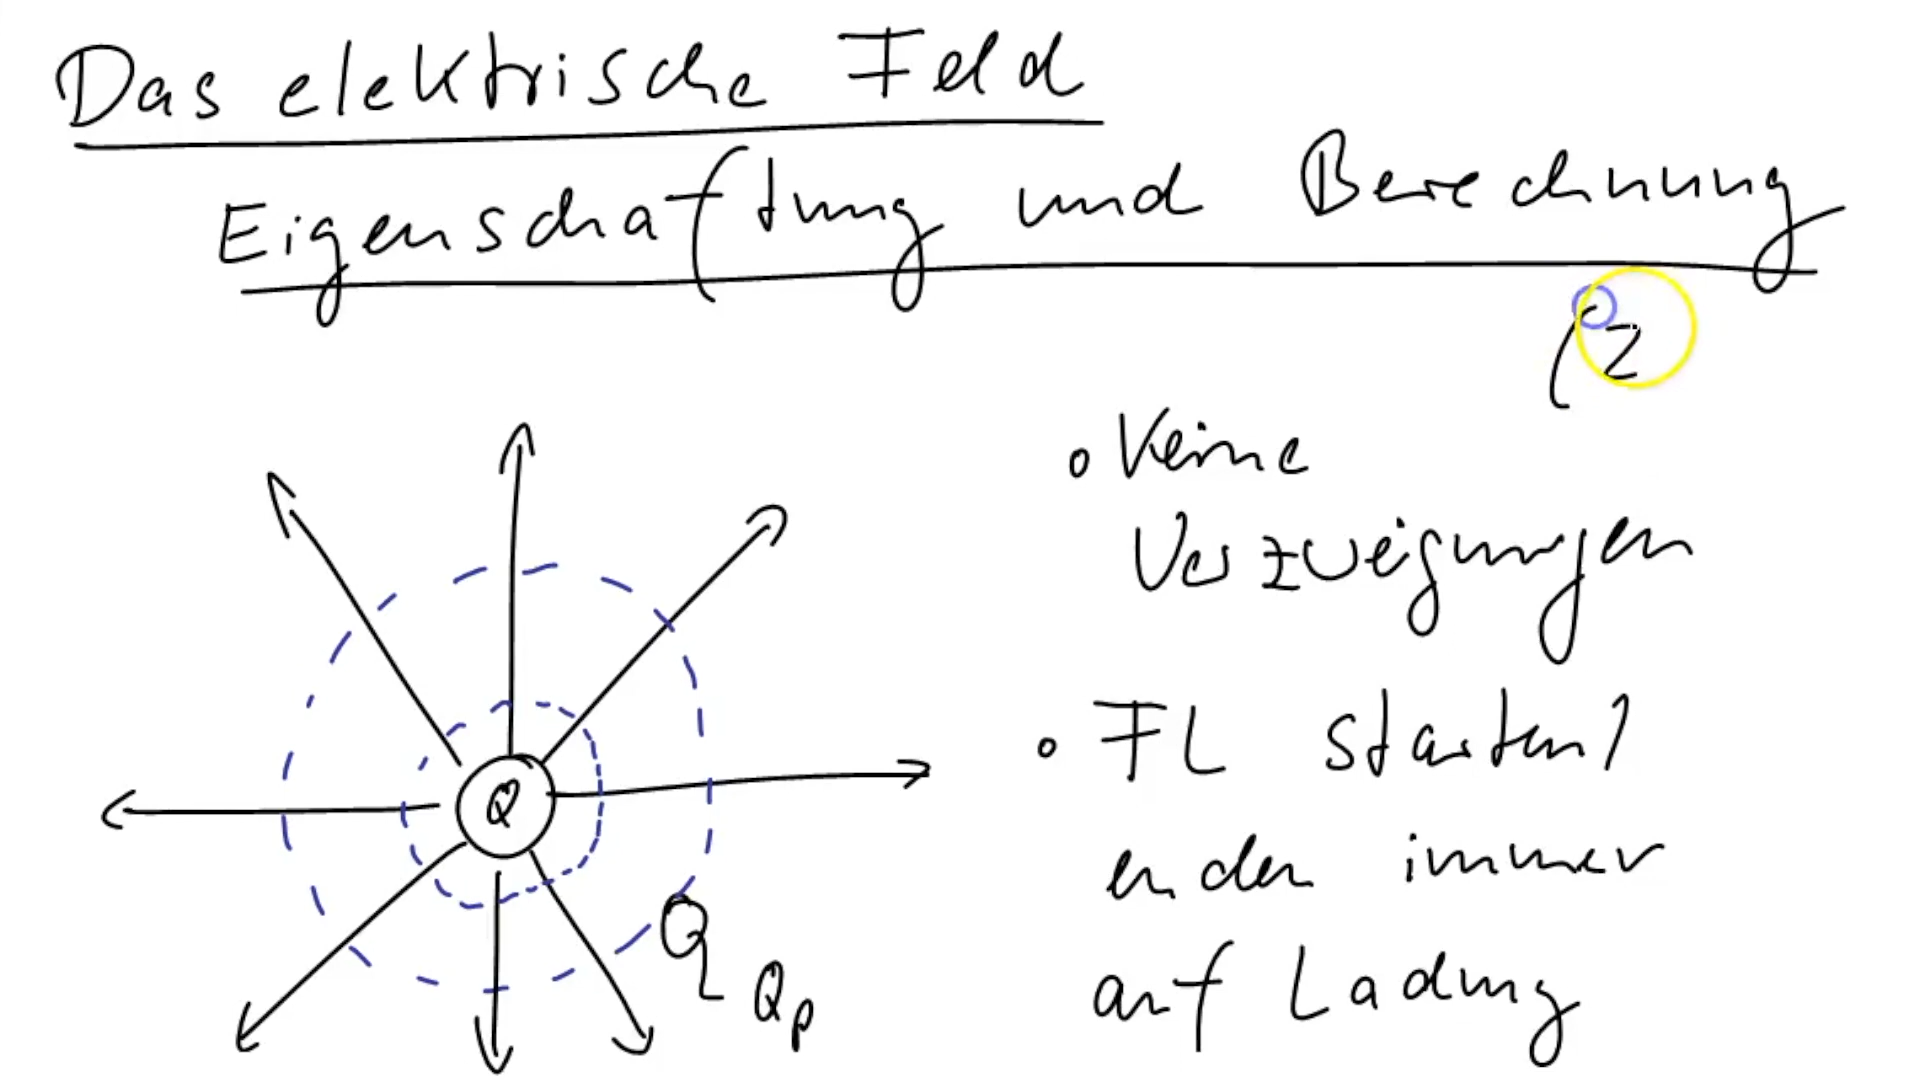 Das elektrische Feld
Eigenschaftung und Berechnung
(2
• Keine
Verzweigungen
• FL starten/
enden immer
auf Ladung
Q
Q
Qp